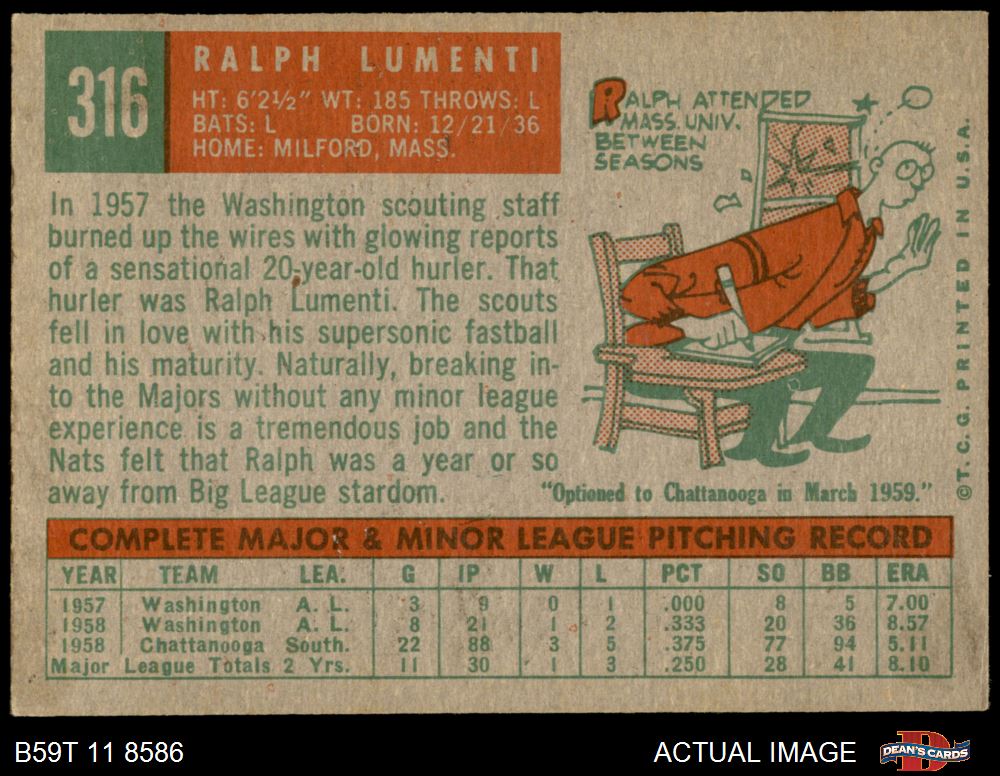 316
RALPH LUMENTI
HT: 6'2½" WT: 185 THROWS: L
BATS: L BORN: 12/21/36
HOME: MILFORD, MASS.
RALPH ATTENDED
MASS. UNIV.
BETWEEN
SEASONS
In 1957 the Washington scouting staff
burned up the wires with glowing reports
of a sensational 20-year-old hurler. That
hurler was Ralph Lumenti. The scouts
fell in love with his supersonic fastball
and his maturity. Naturally, breaking in-
to the Majors without any minor league
experience is a tremendous job and the
Nats felt that Ralph was a year or so
away from Big League stardom.
"Optioned to Chattanooga in March 1959."
©T.C.G. PRINTED IN U.S.A.
COMPLETE MAJOR & MINOR LEAGUE PITCHING RECORD
YEAR TEAM LEA. G IP W L PCT SO BB ERA
1957 Washington A. L. 3 9 0 1 .000 8 5 7.00
1958 Washington A. L. 8 21 1 2 .333 20 36 8.57
1958 Chattanooga South. 22 88 3 5 .375 77 94 5.11
Major League Totals 2 Yrs. 11 30 1 3 .250 28 41 8.10
B59T 11 8586
ACTUAL IMAGE
DEAN'S CARDS